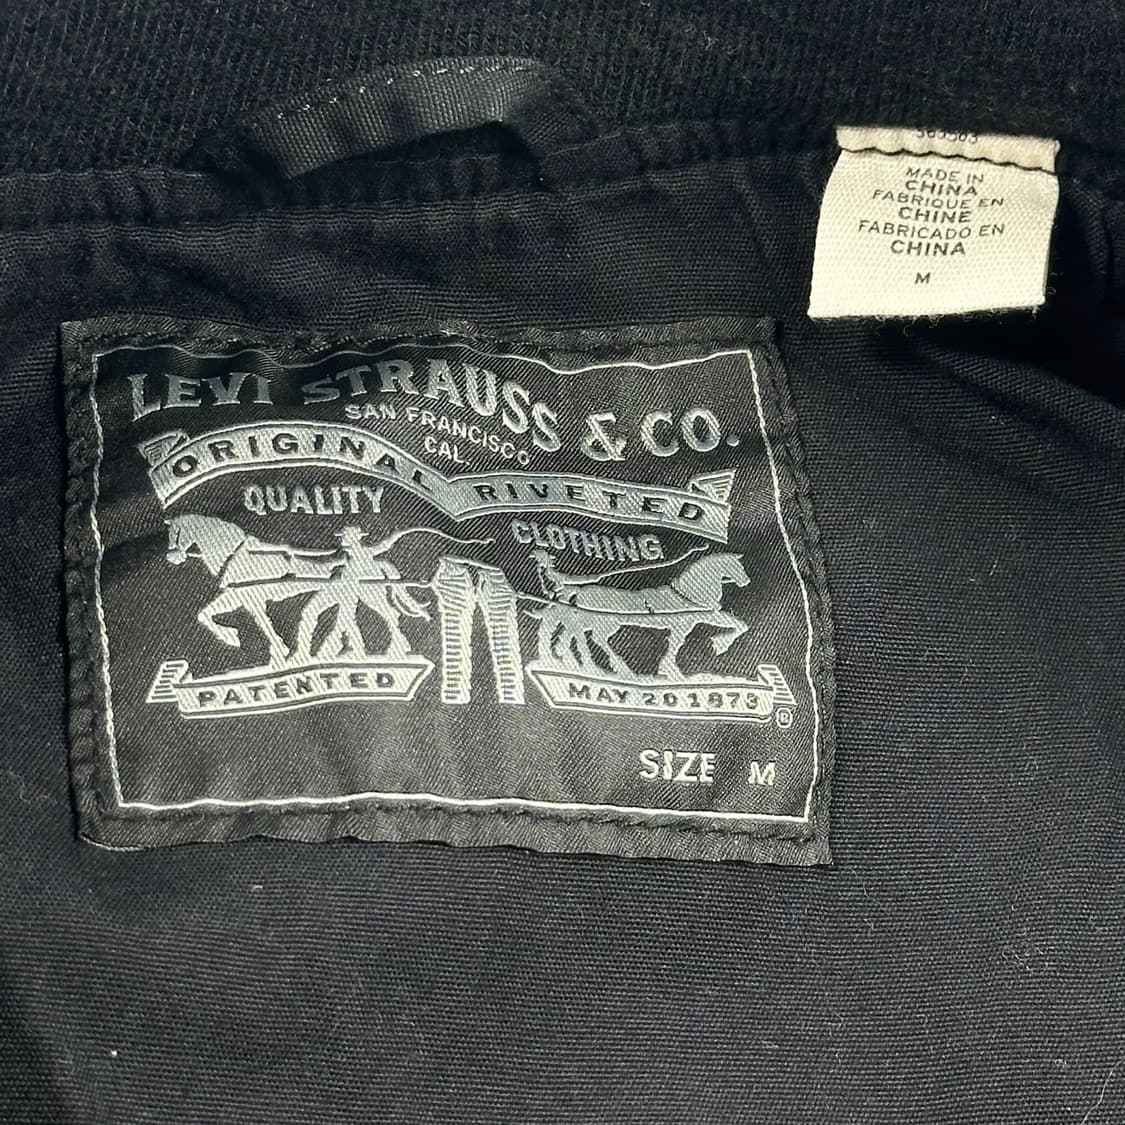 LEVI STRAUSS & CO.
SAN FRANCISCO
CAL.
ORIGINAL RIVETED
QUALITY
CLOTHING
PATENTED
MAY 20 1873
®
SIZE M
MADE IN
CHINA
FABRIQUE EN
CHINE
FABRICADO EN
CHINA
M